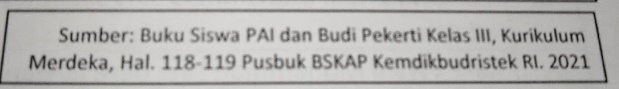 Sumber: Buku Siswa PAI dan Budi Pekerti Kelas III, Kurikulum
Merdeka, Hal. 118-119 Pusbuk BSKAP Kemdikbudristek RI. 2021